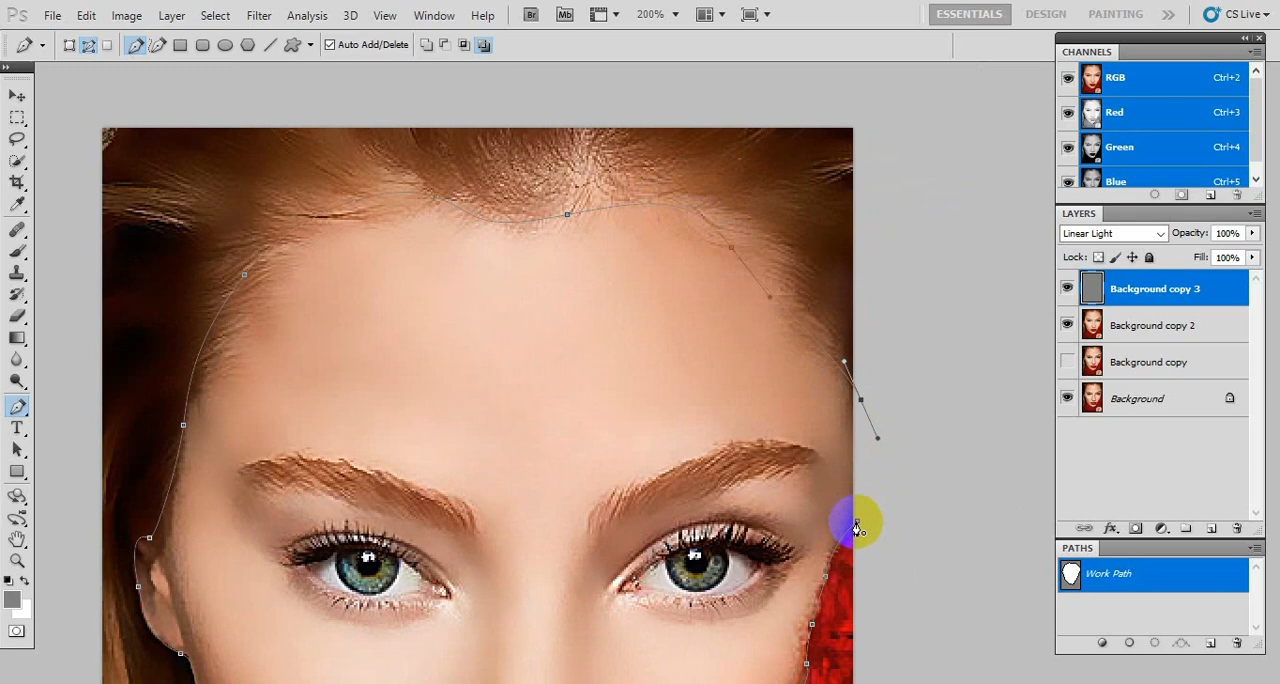 Ps File Edit Image Layer Select Filter Analysis 3D View Window Help Br Mb 200% ESSENTIALS DESIGN PAINTING CS Live
Auto Add/Delete
CHANNELS
RGB Ctrl+2
Red Ctrl+3
Green Ctrl+4
Blue Ctrl+5
LAYERS
Linear Light Opacity: 100%
Lock: Fill: 100%
Background copy 3
Background copy 2
Background copy
Background
fx
PATHS
Work Path
T